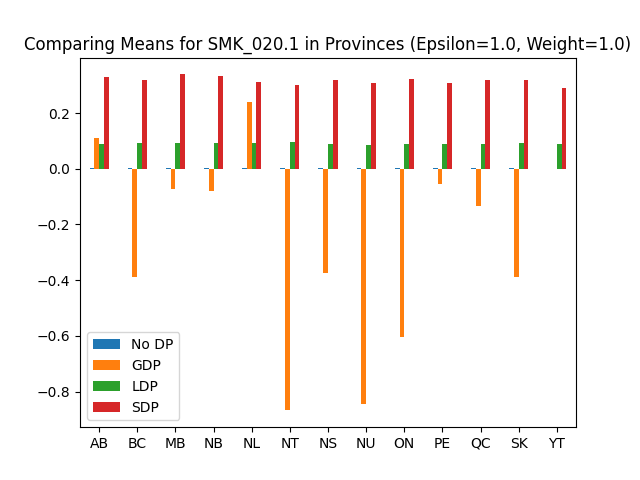 Comparing Means for SMK_020.1 in Provinces (Epsilon=1.0, Weight=1.0)
0.2
0.0
−0.2
−0.4
−0.6
−0.8
No DP
GDP
LDP
SDP
AB BC MB NB NL NT NS NU ON PE QC SK YT